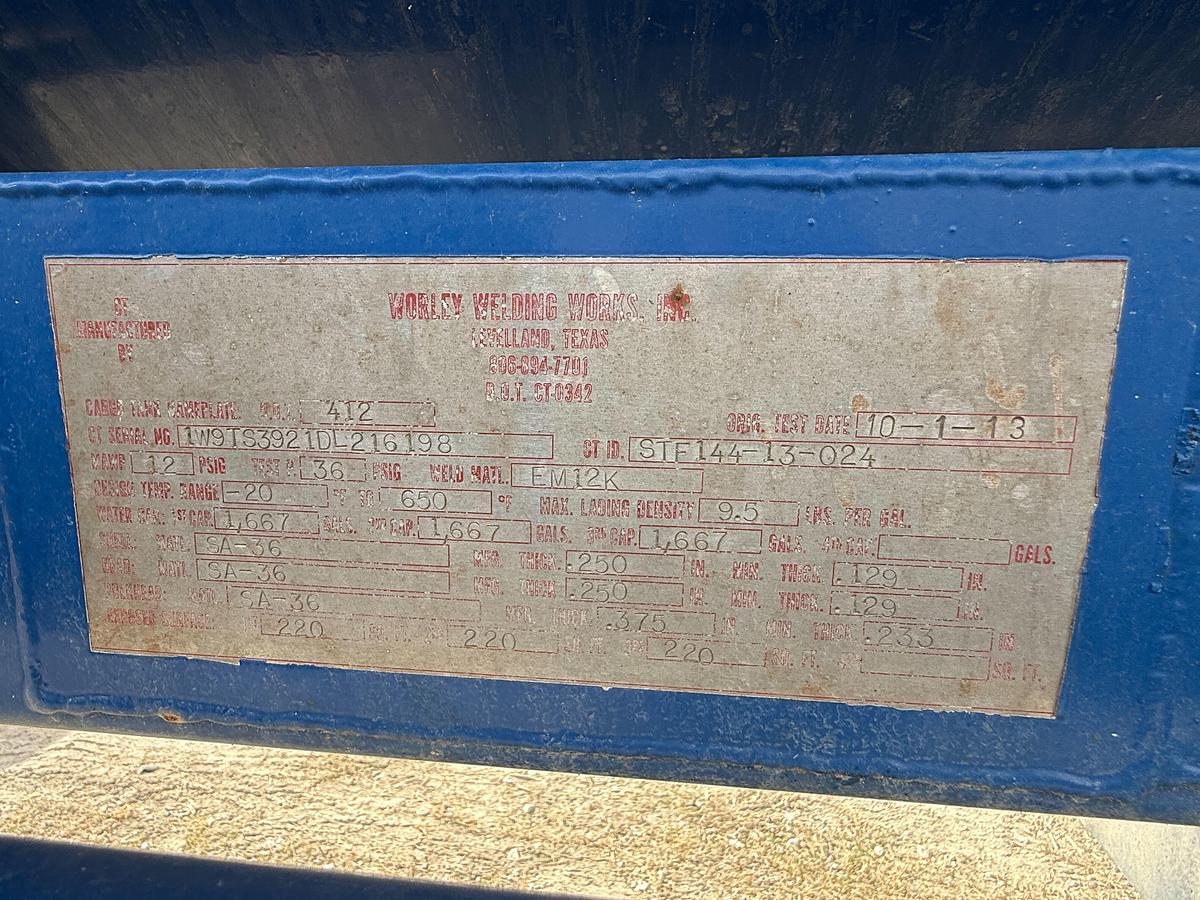 CT MANUFACTURED BY
WORLEY WELDING WORKS, INC.
LEVELLAND, TEXAS
806-894-7701
D.O.T. CT-0342
CARGO TANK NAMEPLATE: D.O.T. 412 ORIG. TEST DATE 10-1-13
CT SERIAL NO. 1W9TS3921DL216198 CT ID. STF144-13-024
MAWP 12 PSIG TEST P. 36 PSIG WELD MATL. EM12K
DESIGN TEMP. RANGE -20 °F TO 650 °F MAX. LADING DENSITY 9.5 LBS. PER GAL.
WATER CAP. 1ST CAP. 1,667 GALS. 2ND CAP. 1,667 GALS. 3RD CAP. 1,667 GALS. 4TH CAP. GALS.
SHELL: MATL. SA-36 MFG. THICK. .250 IN. MIN. THICK .129 IN.
HEAD: MATL. SA-36 MFG. THICK .250 IN. MIN. THICK. .129 IN.
BULKHEAD: MATL. SA-36 MFG. THICK .375 IN. MIN. THICK .233 IN.
EXPOSED SURFACE: 1ST 220 SQ. FT. 2ND 220 SQ. FT. 3RD 220 SQ. FT. SQ. FT.